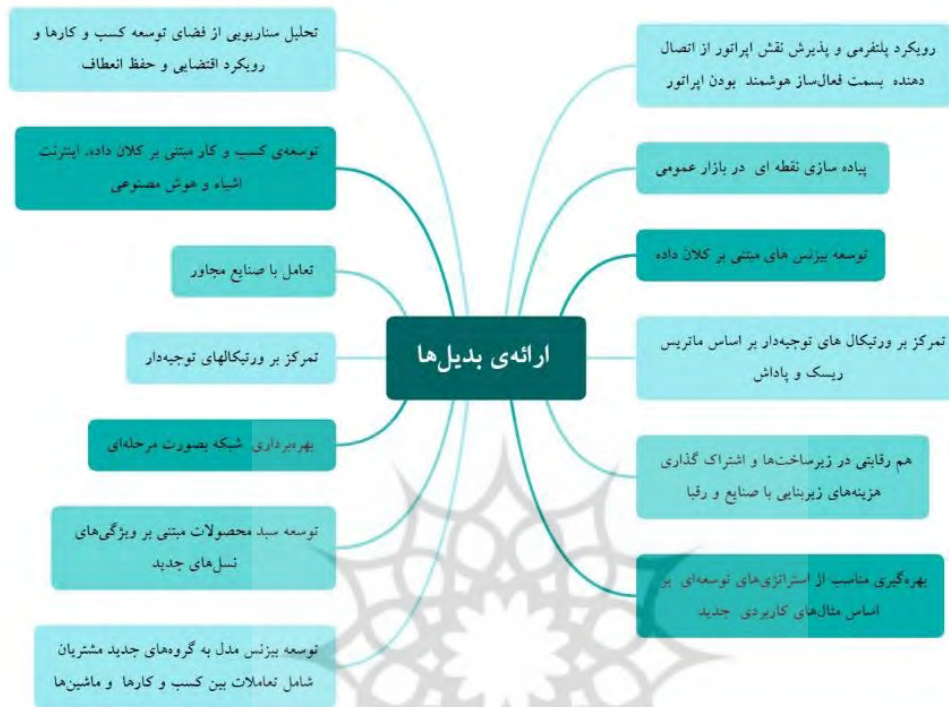 رویکرد پلتفرمی و پذیرش نقش اپراتور از اتصال
دهنده بسمت فعال‌ساز هوشمند بودن اپراتور
پیاده سازی نقطه ای در بازار عمومی
توسعه بیزنس های مبتنی بر کلان داده
تمرکز بر ورتیکال های توجیه‌دار بر اساس ماتریس
ریسک و پاداش
هم رقابتی در زیرساخت‌ها و اشتراک گذاری
هزینه‌های زیربنایی با صنایع و رقبا
بهره‌گیری مناسب از استراتژی‌های توسعه‌ای بر
اساس مثال‌های کاربردی جدید
ارائه‌ی بدیل‌ها
تحلیل سناریویی از فضای توسعه کسب و کارها و
رویکرد اقتضایی و حفظ انعطاف
توسعه‌ی کسب و کار مبتنی بر کلان داده، اینترنت
اشیاء و هوش مصنوعی
تعامل با صنایع مجاور
تمرکز بر ورتیکالهای توجیه‌دار
بهره‌برداری شبکه بصورت مرحله‌ای
توسعه سبد محصولات مبتنی بر ویژگی‌های
نسل‌های جدید
توسعه بیزنس مدل به گروه‌های جدید مشتریان
شامل تعاملات بین کسب و کارها و ماشین‌ها